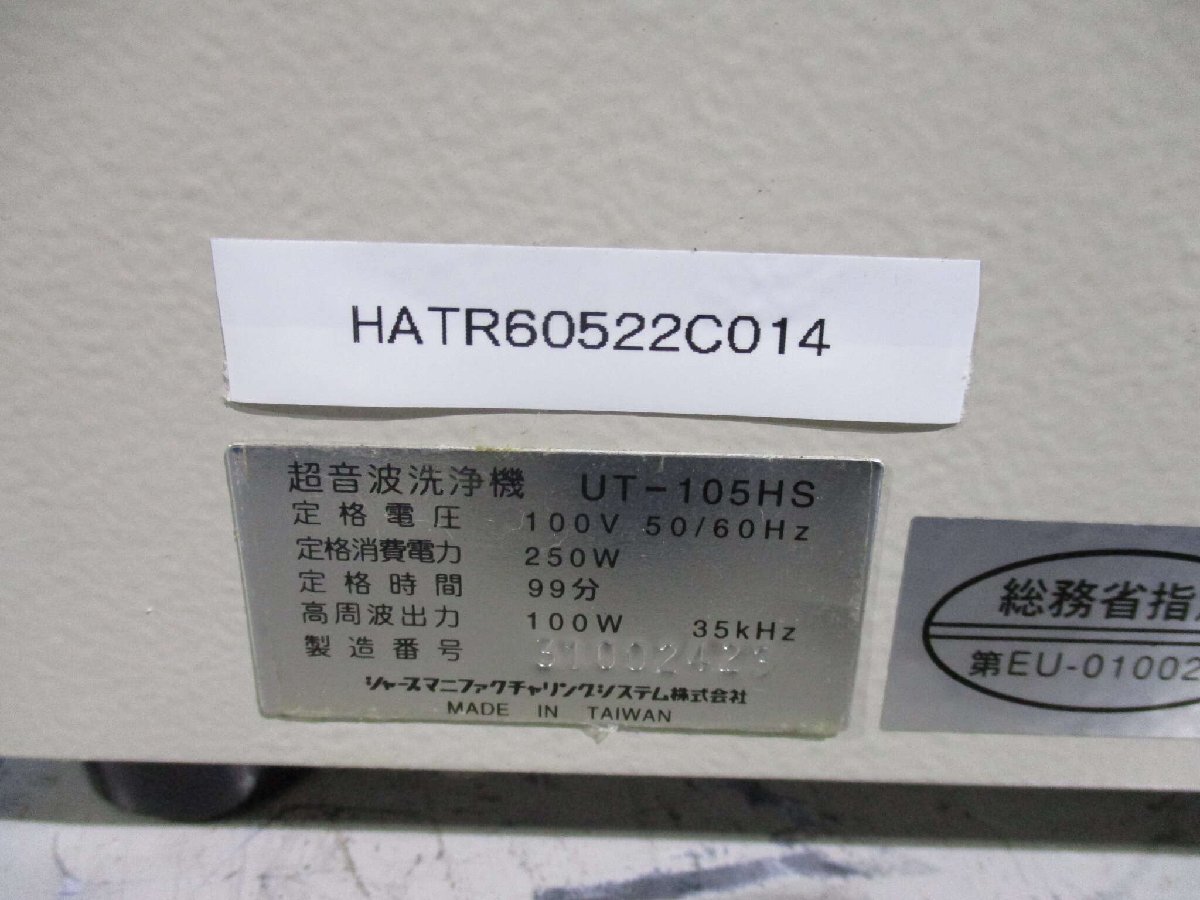 HATR60522C014
超音波洗浄機 UT-105HS
定格電圧 100V 50/60Hz
定格消費電力 250W
定格時間 99分
高周波出力 100W 35kHz
製造番号 31002423
シャースマニファクチャリングシステム株式会社
MADE IN TAIWAN
総務省指
第EU-01002